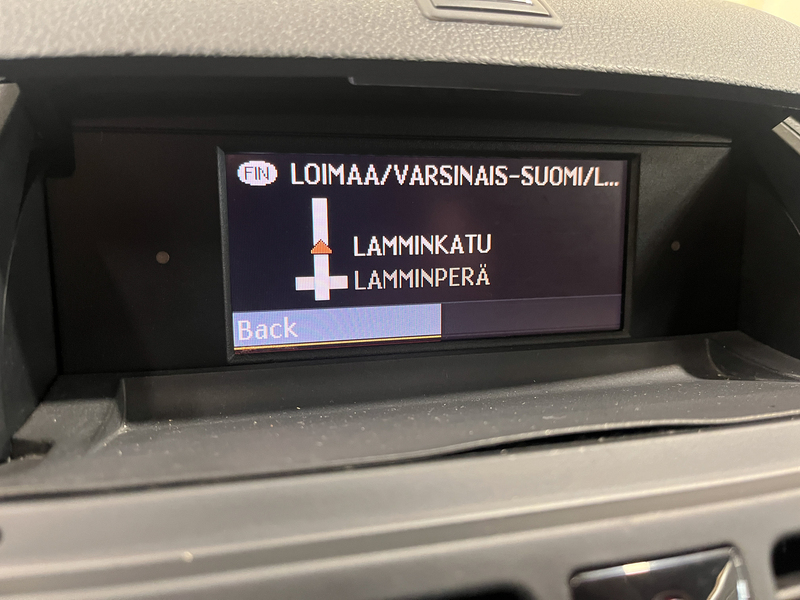 FIN LOIMAA/VARSINAIS-SUOMI/L...
LAMMINKATU
LAMMINPERÄ
Back